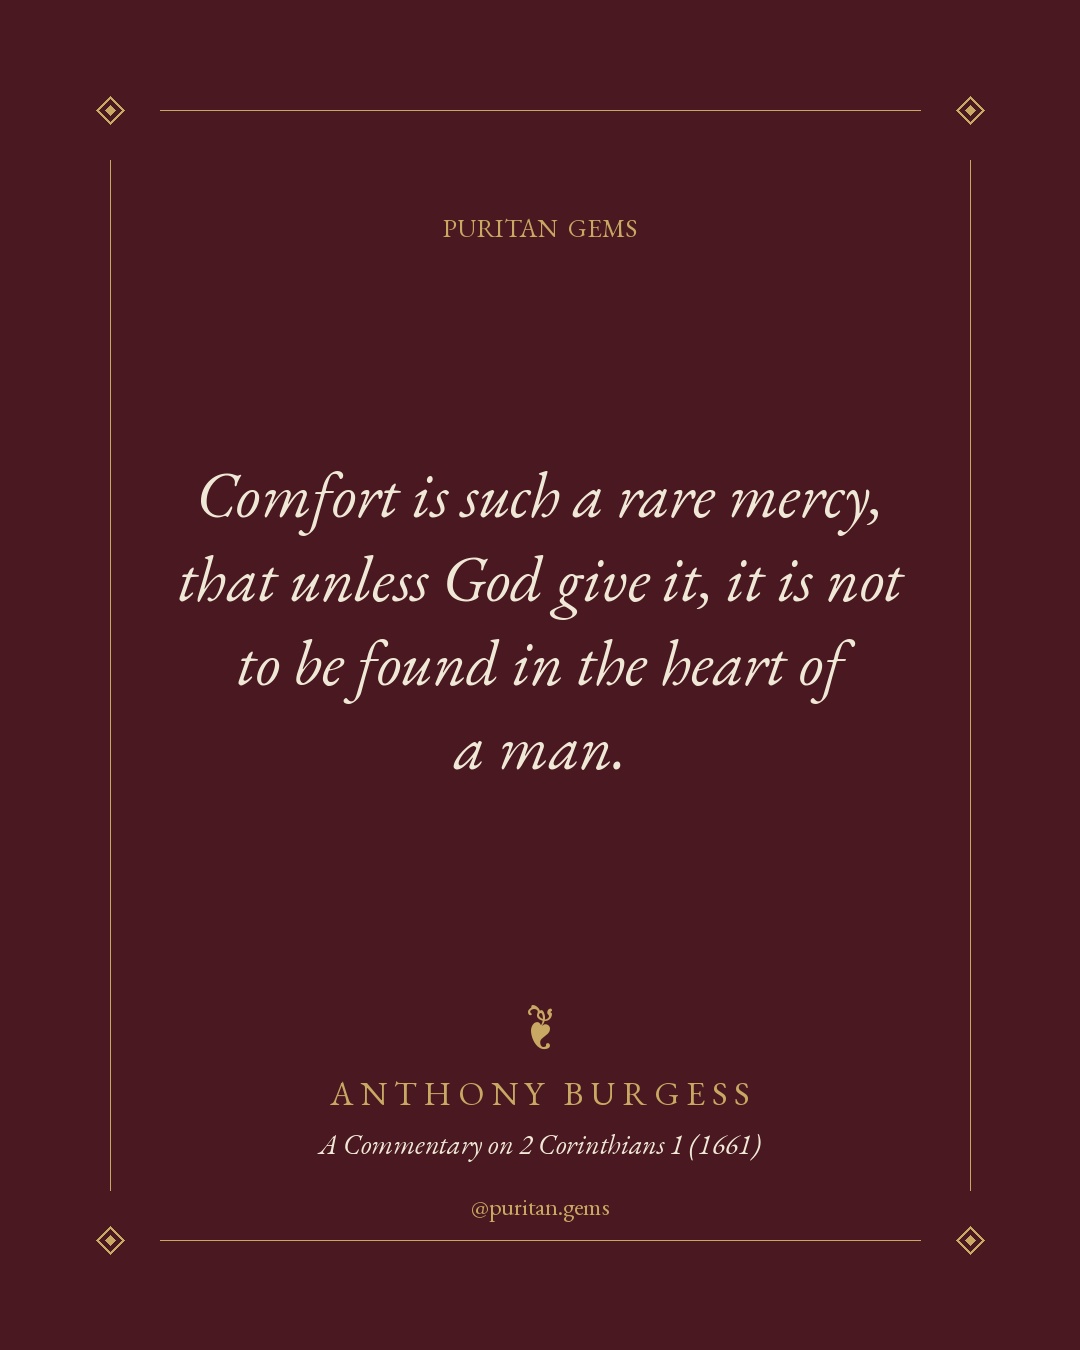 PURITAN GEMS
Comfort is such a rare mercy,
that unless God give it, it is not
to be found in the heart of
a man.
ANTHONY BURGESS
A Commentary on 2 Corinthians 1 (1661)
@puritan.gems